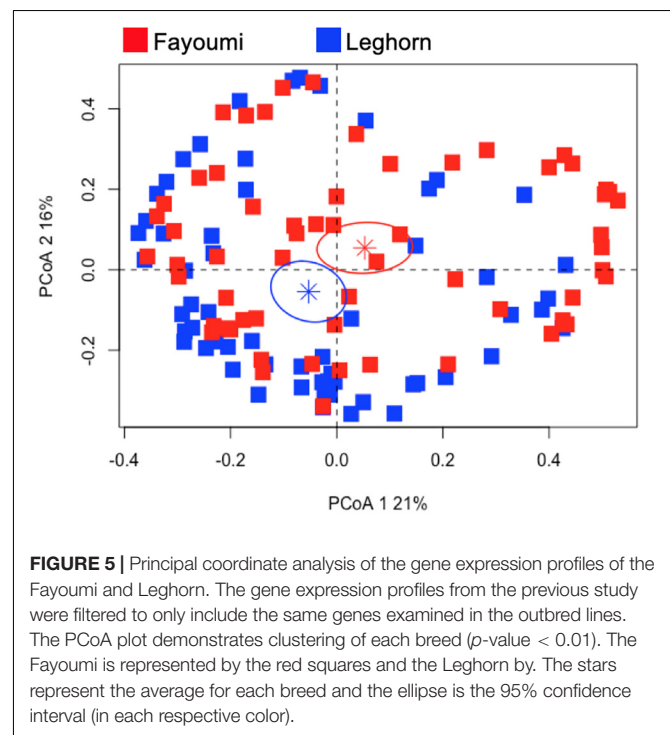 Fayoumi Leghorn
0.4
0.2
0.0
-0.2
PCoA 2 16%
-0.4 -0.2 0.0 0.2 0.4
PCoA 1 21%
FIGURE 5 | Principal coordinate analysis of the gene expression profiles of the
Fayoumi and Leghorn. The gene expression profiles from the previous study
were filtered to only include the same genes examined in the outbred lines.
The PCoA plot demonstrates clustering of each breed (p-value < 0.01). The
Fayoumi is represented by the red squares and the Leghorn by. The stars
represent the average for each breed and the ellipse is the 95% confidence
interval (in each respective color).